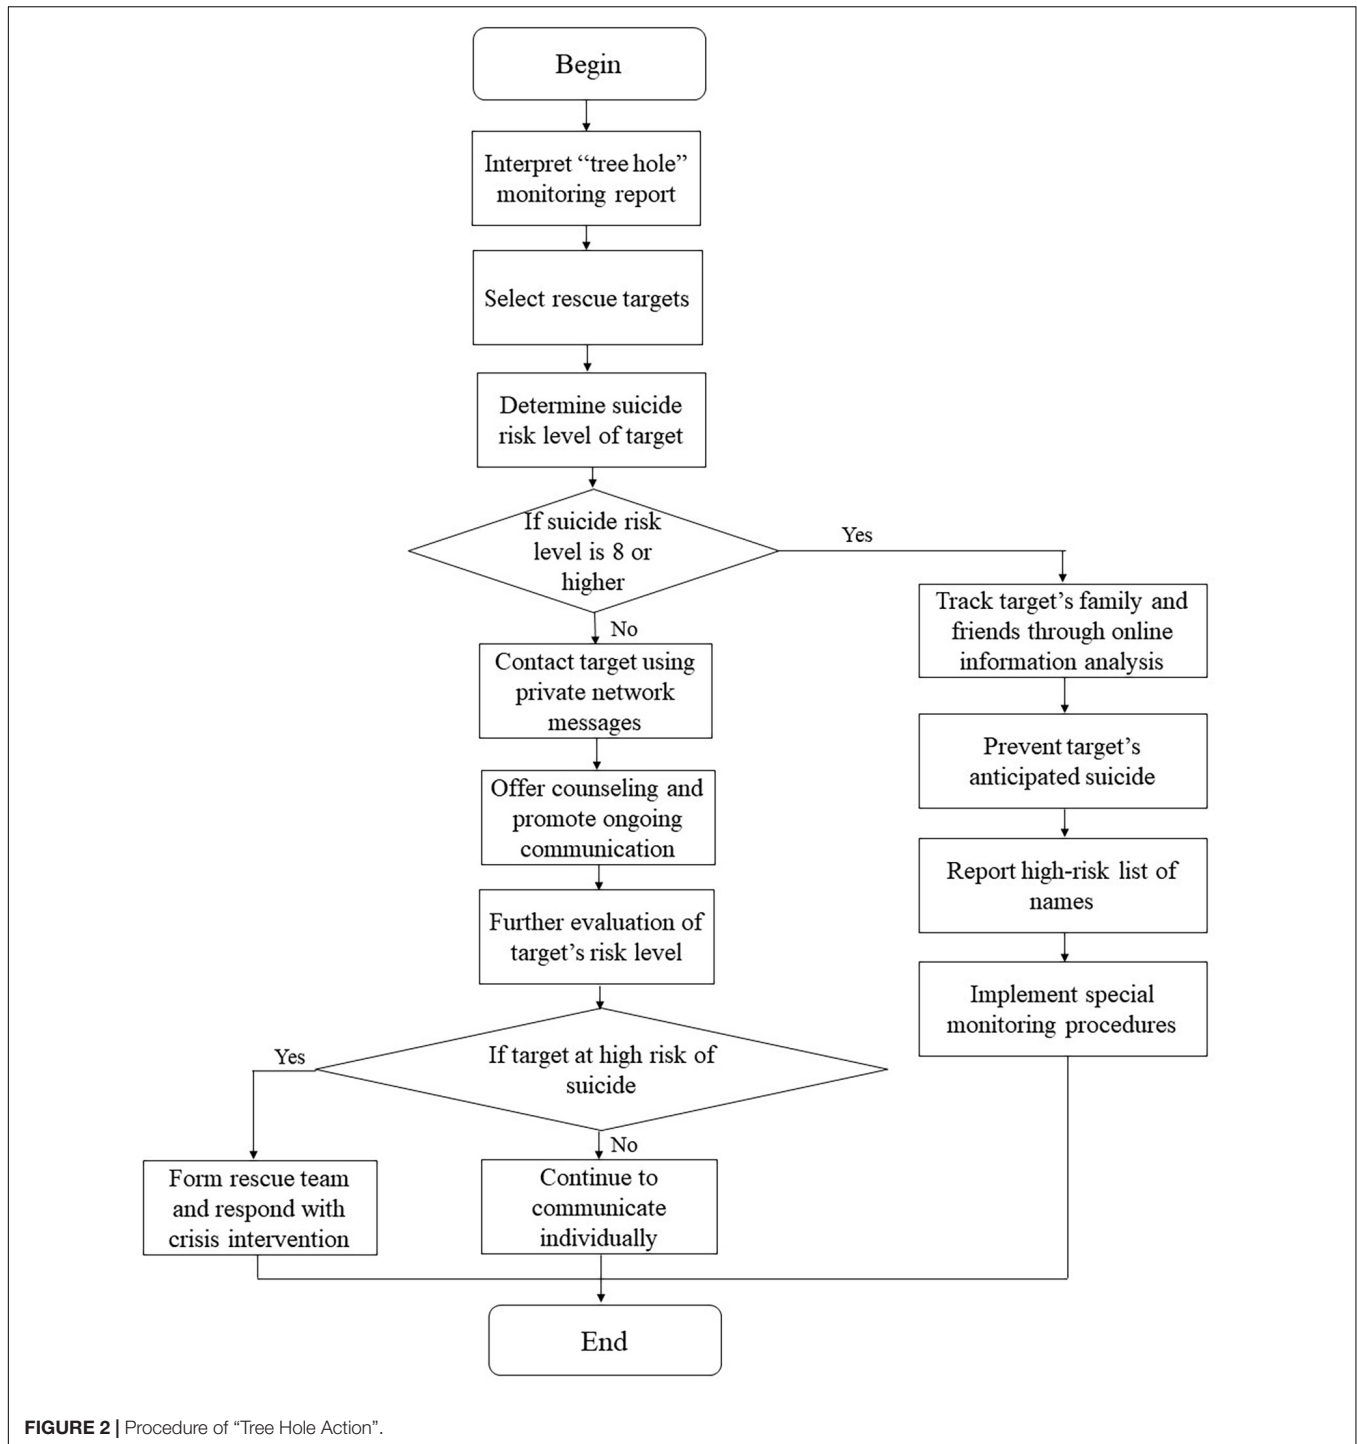 Begin
Interpret “tree hole”
monitoring report
Select rescue targets
Determine suicide
risk level of target
If suicide risk
level is 8 or
higher
Yes
No
Track target’s family and
friends through online
information analysis
Contact target using
private network
messages
Prevent target’s
anticipated suicide
Offer counseling and
promote ongoing
communication
Report high-risk list of
names
Further evaluation of
target’s risk level
Implement special
monitoring procedures
If target at high risk of
suicide
Yes
No
Form rescue team
and respond with
crisis intervention
Continue to
communicate
individually
End
FIGURE 2 | Procedure of “Tree Hole Action”.